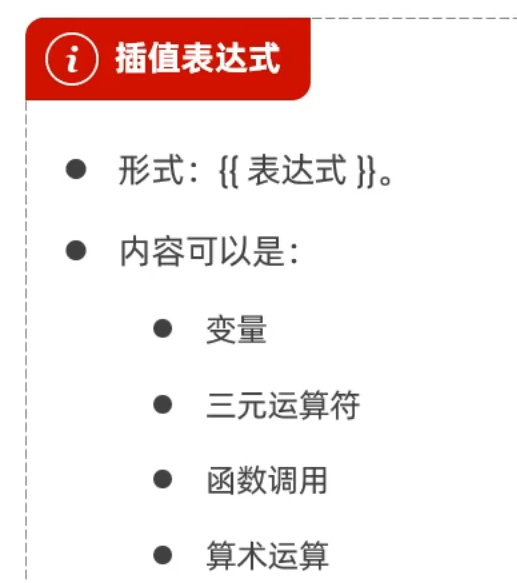 插值表达式
形式：{{ 表达式 }}。
内容可以是：
变量
三元运算符
函数调用
算术运算